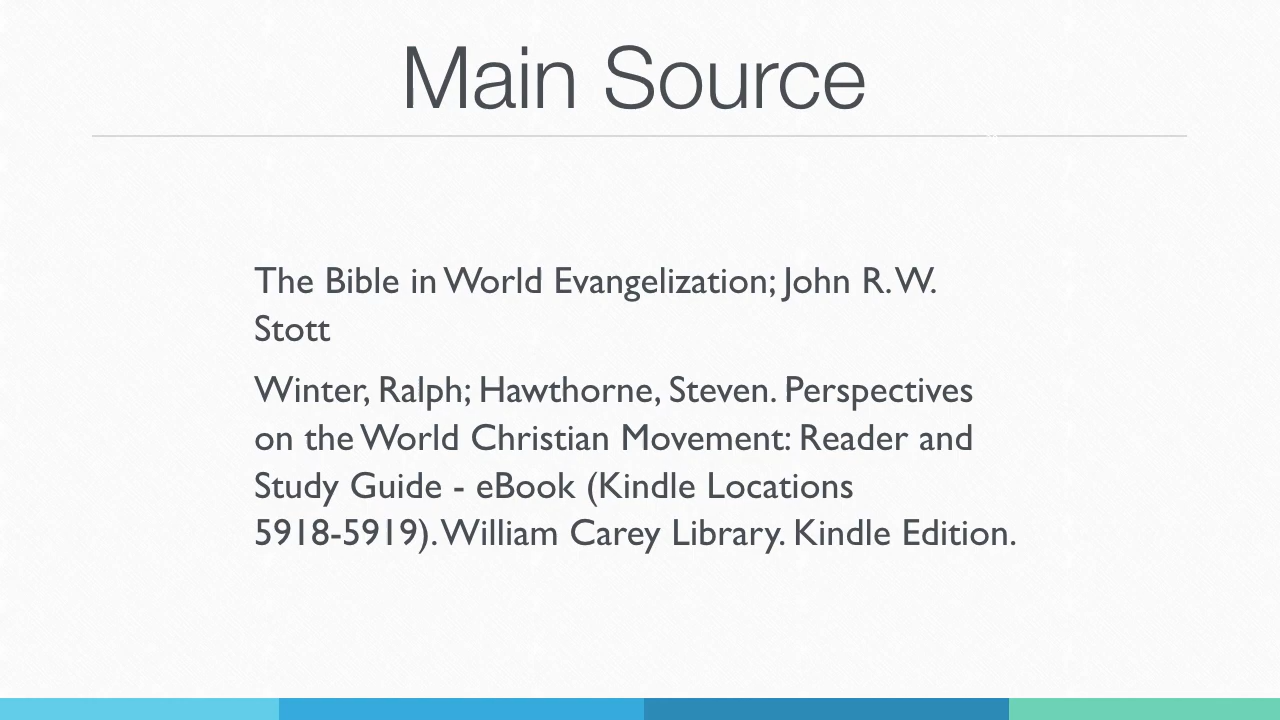 Main Source
The Bible in World Evangelization; John R. W.
Stott
Winter, Ralph; Hawthorne, Steven. Perspectives
on the World Christian Movement: Reader and
Study Guide - eBook (Kindle Locations
5918-5919). William Carey Library. Kindle Edition.